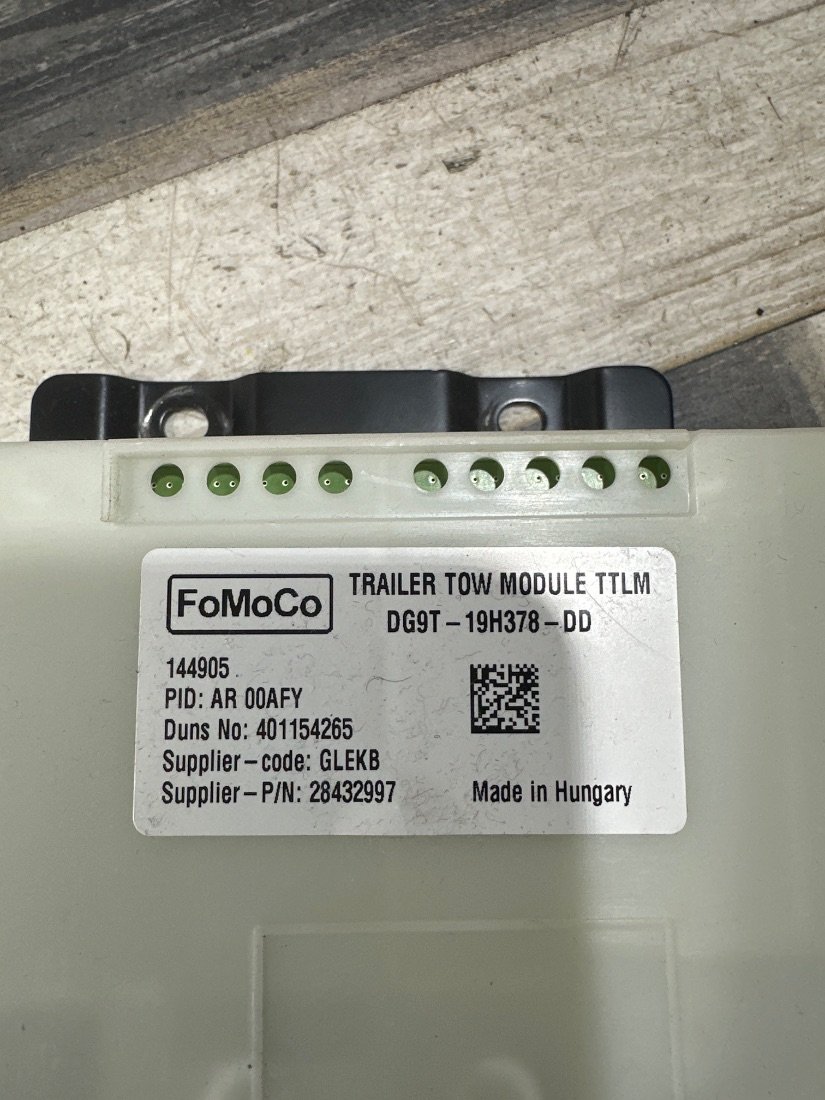 FoMoCo
TRAILER TOW MODULE TTLM
DG9T-19H378-DD
144905
PID: AR 00AFY
Duns No: 401154265
Supplier-code: GLEKB
Supplier-P/N: 28432997
Made in Hungary